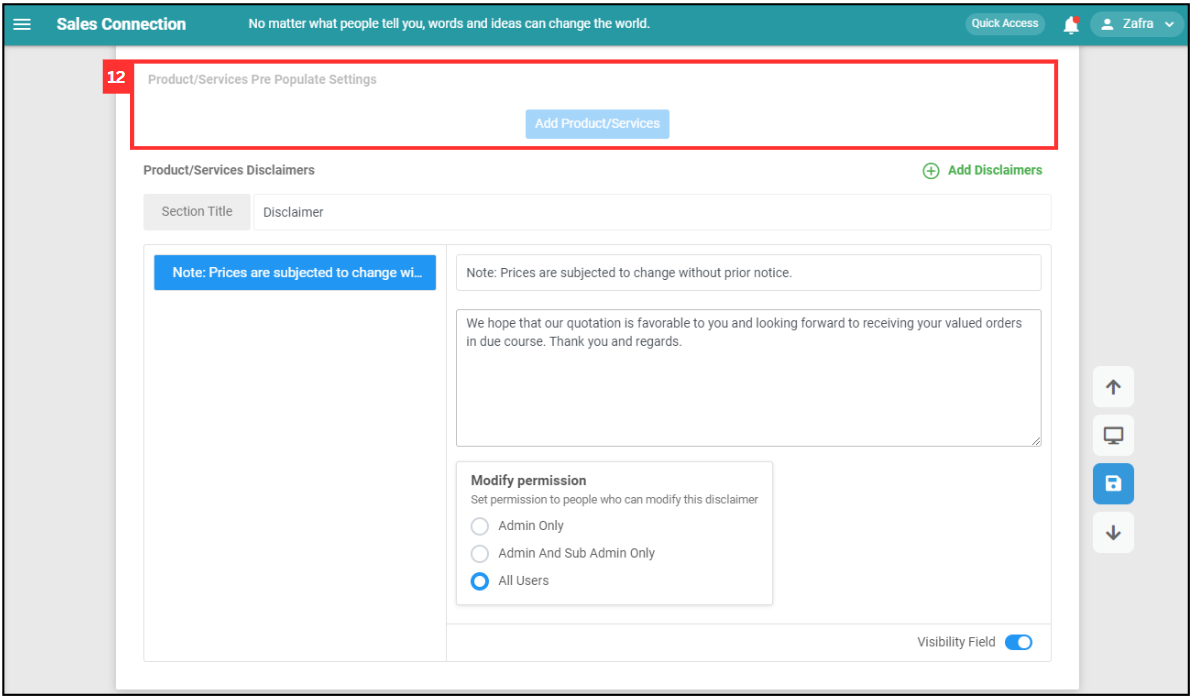 Sales Connection
No matter what people tell you, words and ideas can change the world.
Quick Access
Zafra
12
Product/Services Pre Populate Settings
Add Product/Services
Product/Services Disclaimers
Add Disclaimers
Section Title
Disclaimer
Note: Prices are subjected to change wi...
Note: Prices are subjected to change without prior notice.
We hope that our quotation is favorable to you and looking forward to receiving your valued orders
in due course. Thank you and regards.
Modify permission
Set permission to people who can modify this disclaimer
Admin Only
Admin And Sub Admin Only
All Users
Visibility Field